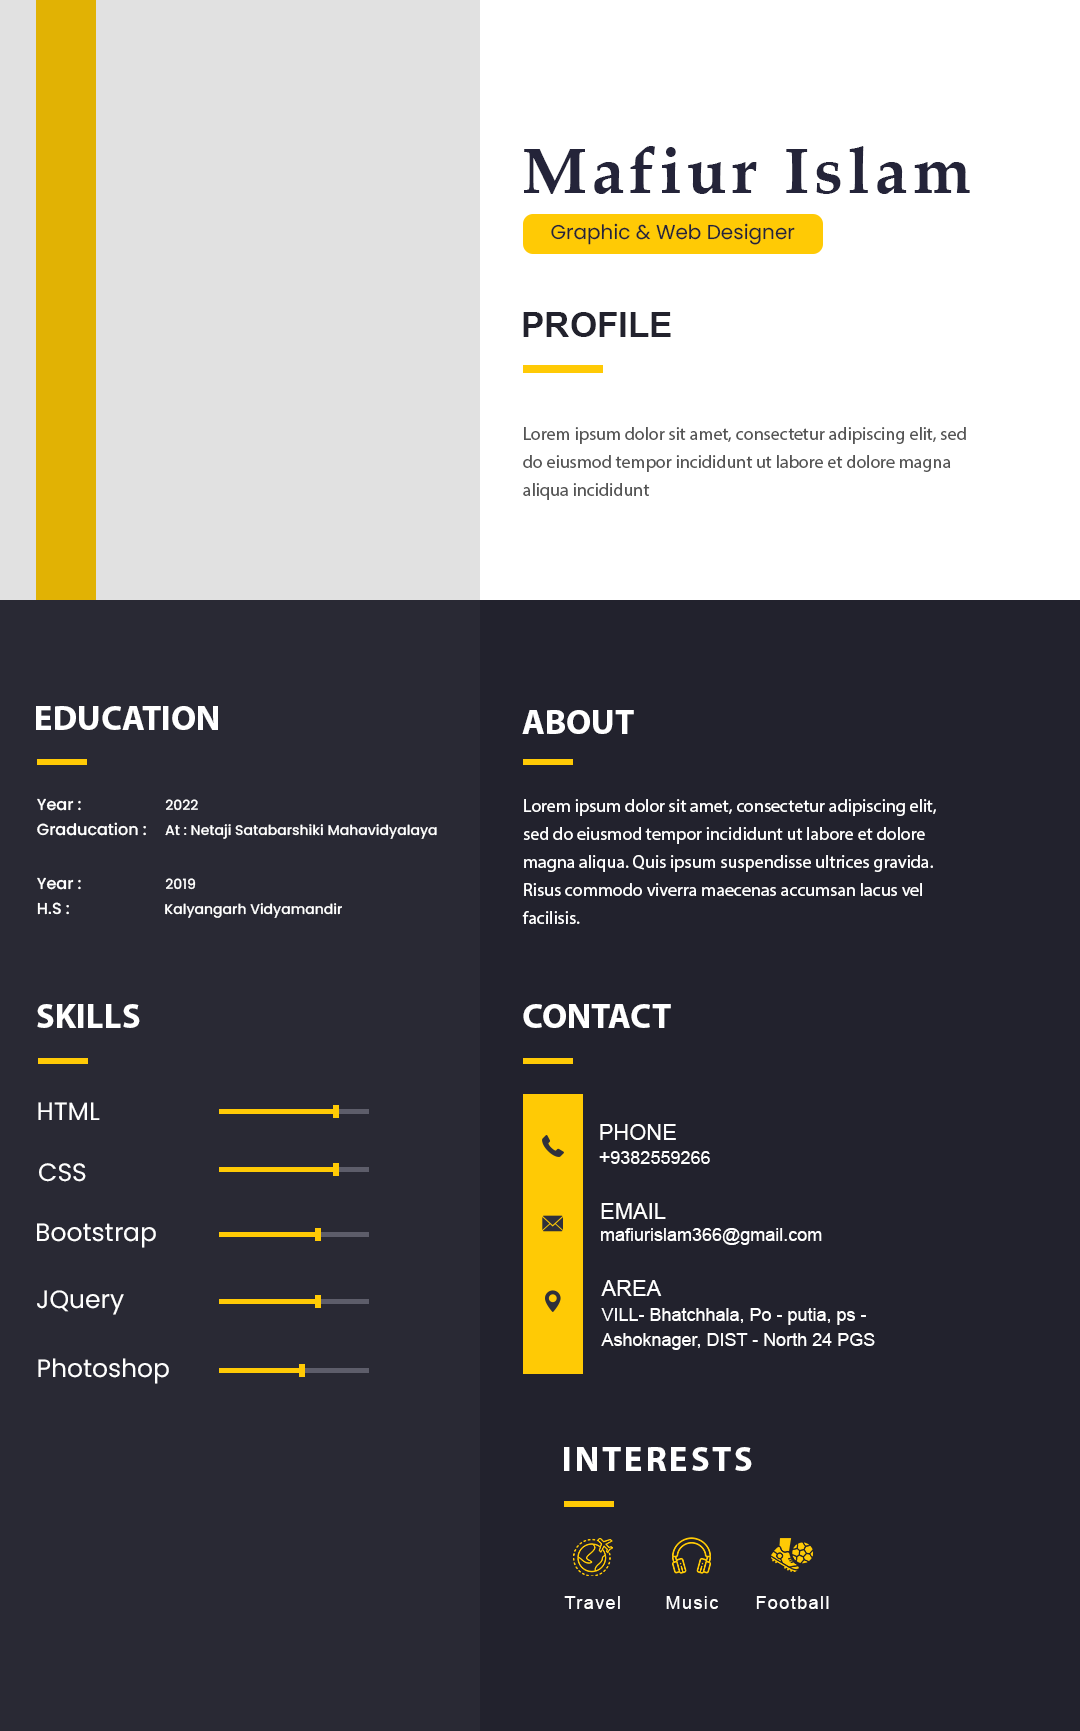 Mafiur Islam
Graphic & Web Designer
PROFILE
Lorem ipsum dolor sit amet, consectetur adipiscing elit, sed
do eiusmod tempor incididunt ut labore et dolore magna
aliqua incididunt
EDUCATION
Year : 2022
Graducation : At : Netaji Satabarshiki Mahavidyalaya
Year : 2019
H.S : Kalyangarh Vidyamandir
SKILLS
HTML
CSS
Bootstrap
JQuery
Photoshop
ABOUT
Lorem ipsum dolor sit amet, consectetur adipiscing elit,
sed do eiusmod tempor incididunt ut labore et dolore
magna aliqua. Quis ipsum suspendisse ultrices gravida.
Risus commodo viverra maecenas accumsan lacus vel
facilisis.
CONTACT
PHONE
+9382559266
EMAIL
mafiurislam366@gmail.com
AREA
VILL- Bhatchhala, Po - putia, ps -
Ashoknager, DIST - North 24 PGS
INTERESTS
Travel Music Football